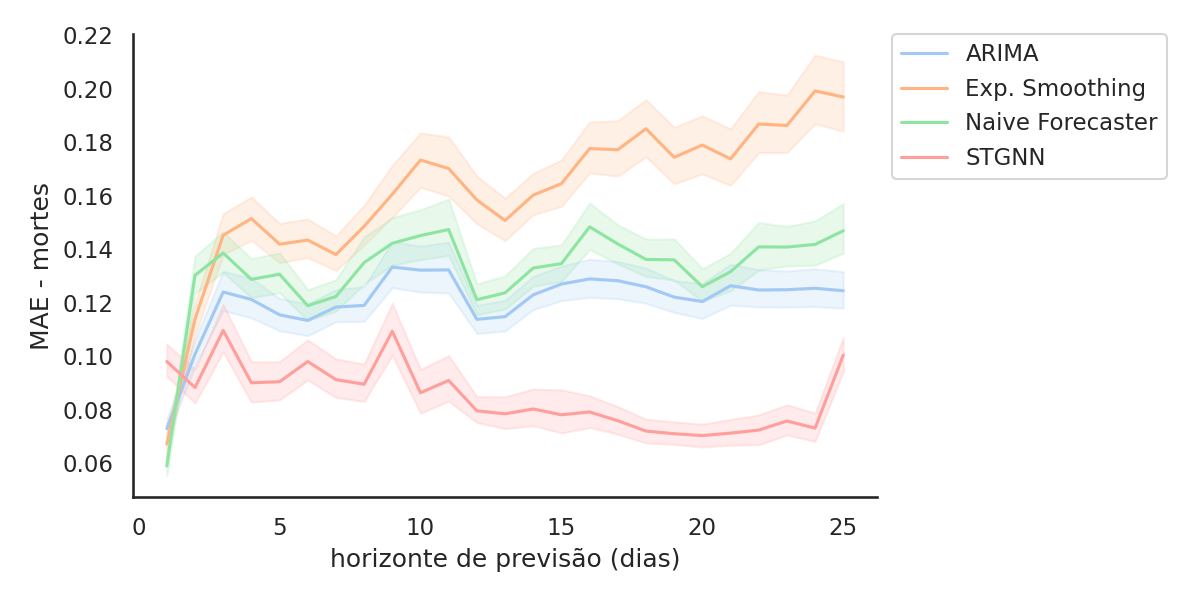 0.22
0.20
0.18
0.16
0.14
0.12
0.10
0.08
0.06
MAE - mortes
0 5 10 15 20 25
horizonte de previsão (dias)
ARIMA
Exp. Smoothing
Naive Forecaster
STGNN